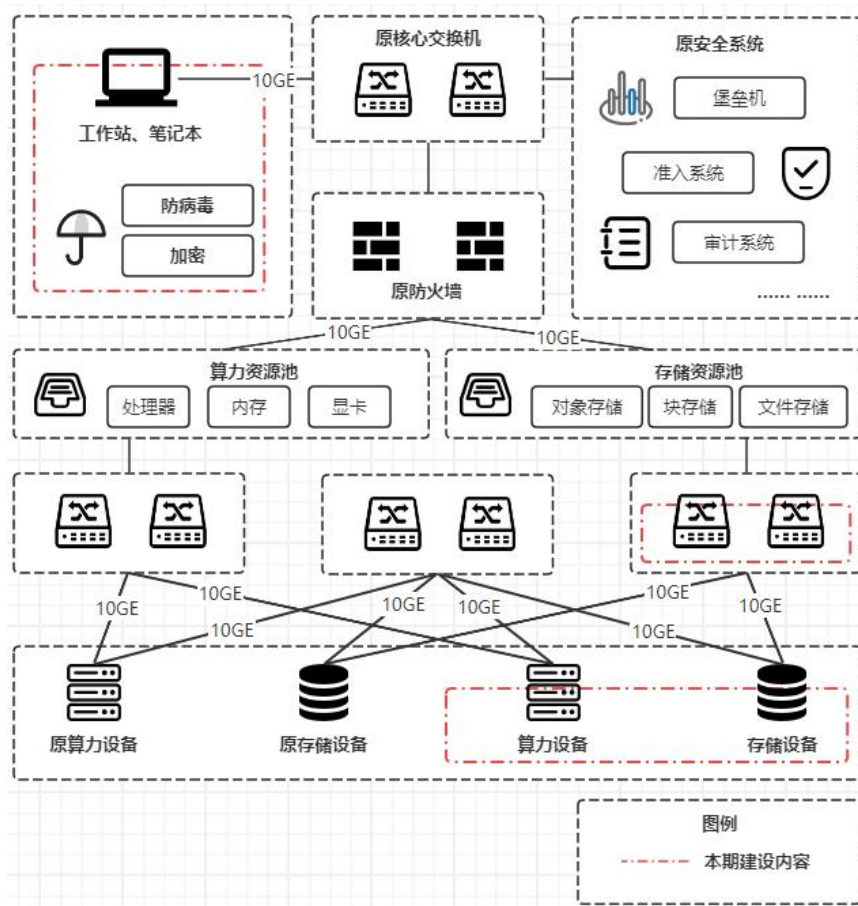 原核心交换机
原安全系统
10GE
堡垒机
工作站、笔记本
准入系统
防病毒
审计系统
加密
原防火墙
…… ……
10GE
10GE
算力资源池
存储资源池
处理器
内存
显卡
对象存储
块存储
文件存储
10GE
10GE
10GE
10GE
10GE
10GE
10GE
10GE
原算力设备
原存储设备
算力设备
存储设备
图例
本期建设内容